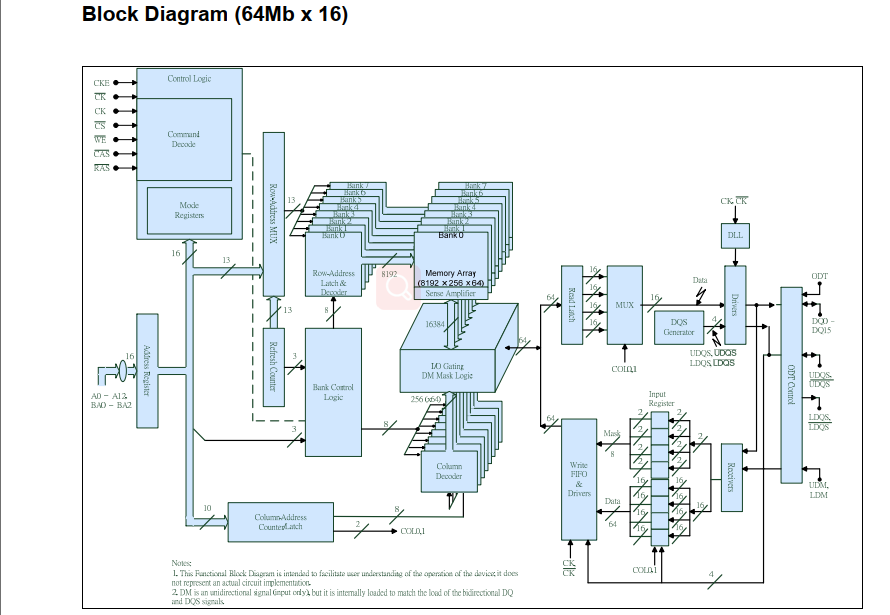 Block Diagram (64Mb x 16)
CKE
CK
CK
CS
WE
CAS
RAS
Control Logic
Command
Decode
Mode
Registers
Row-Address MUX
13
Bank 7
Bank 6
Bank 5
Bank 4
Bank 3
Bank 2
Bank 1
Bank 0
Row-Address
Latch &
Decoder
8192
Bank 7
Bank 6
Bank 5
Bank 4
Bank 3
Bank 2
Bank 1
Bank 0
Memory Array
(8192 x 256 x 64)
Sense Amplifier
16
13
13
8
16384
64
I/O Gating
DM Mask Logic
256 (x64)
Address Register
16
A0 - A12,
BA0 - BA2
Refresh Counter
3
3
Bank Control
Logic
8
Column
Decoder
10
Column-Address
Counter/Latch
8
2
COL0,1
CK, CK
DLL
64
Read Latch
16
16
16
16
MUX
16
Data
COL0,1
DQS
Generator
4
UDQS, UDQS
LDQS, LDQS
Drivers
ODT
DQ0 -
DQ15
ODT Control
UDQS,
UDQS
LDQS,
LDQS
UDM,
LDM
64
Write
FIFO
&
Drivers
Mask
8
Data
64
Input
Register
2
2
2
2
2
2
2
2
2
16
16
16
16
16
16
16
16
16
Receivers
CK
CK
COL0,1
4
Notes:
1. This Functional Block Diagram is intended to facilitate user understanding of the operation of the device; it does
not represent an actual circuit implementation.
2. DM is an unidirectional signal (input only), but it is internally loaded to match the load of the bidirectional DQ
and DQS signals.